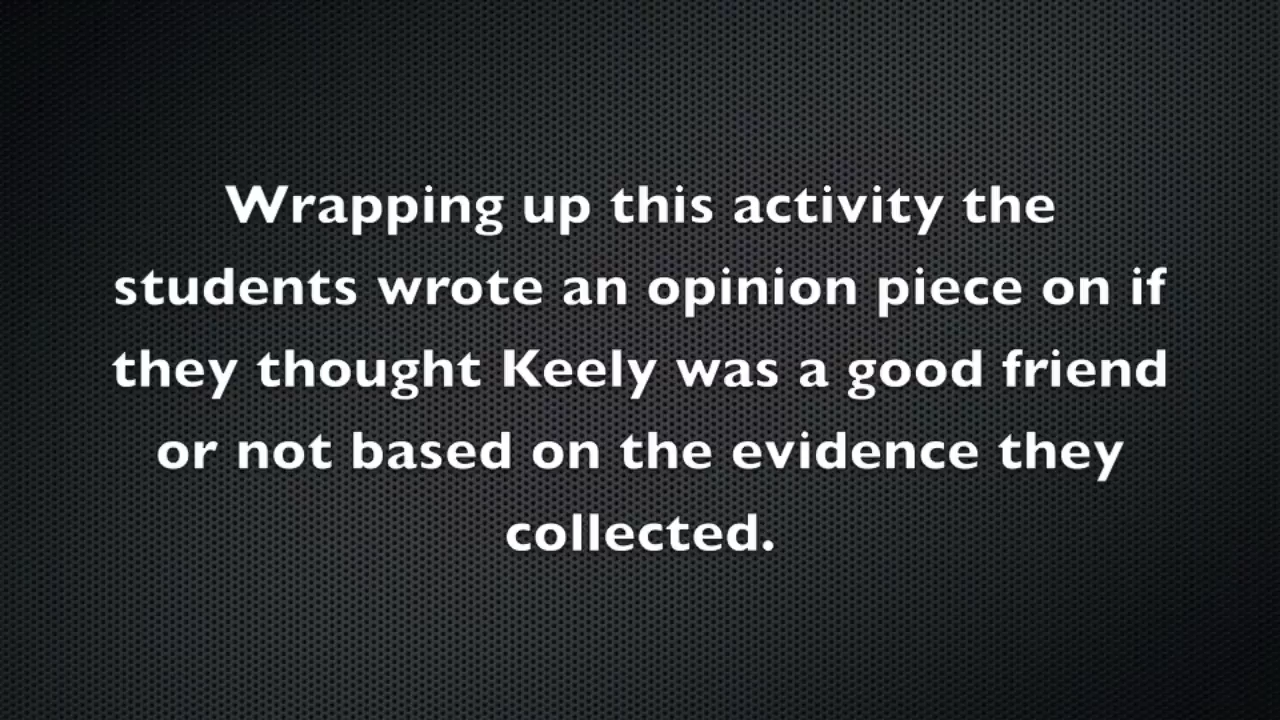 Wrapping up this activity the
students wrote an opinion piece on if
they thought Keely was a good friend
or not based on the evidence they
collected.